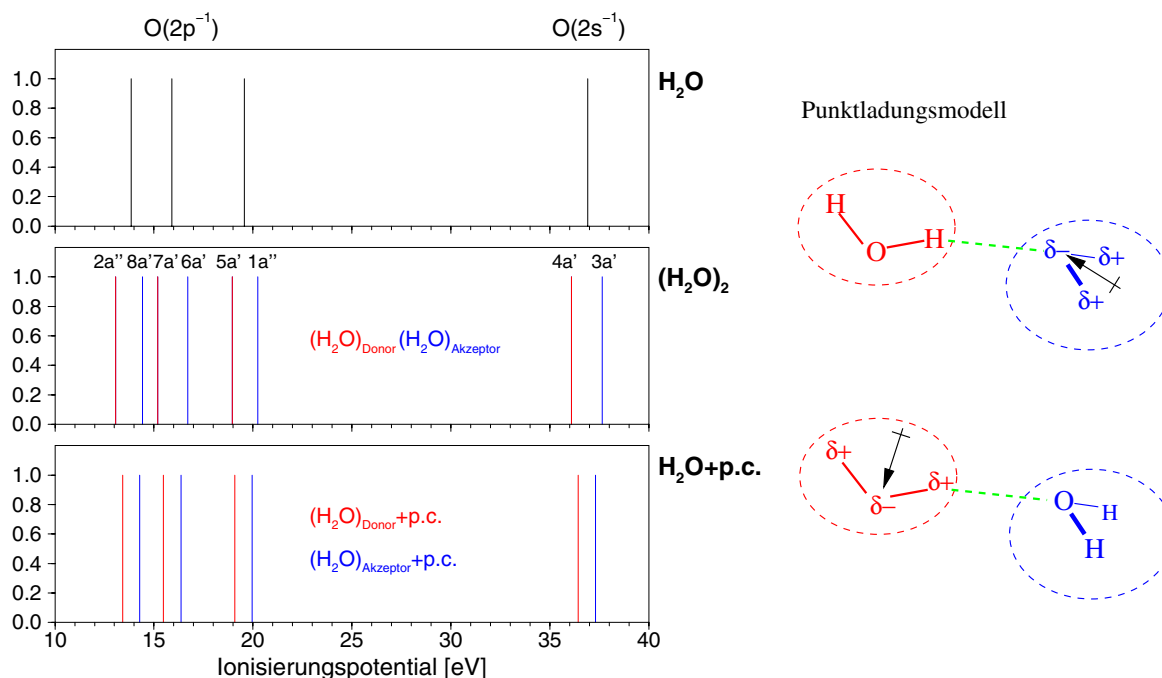 O(2p⁻¹) O(2s⁻¹)
1.0
0.8
0.6
0.4
0.2
0.0
H₂O
2a'' 8a' 7a' 6a' 5a' 1a'' 4a' 3a'
1.0
0.8
0.6
0.4
0.2
0.0
(H₂O)Donor (H₂O)Akzeptor
(H₂O)₂
1.0
0.8
0.6
0.4
0.2
0.0
(H₂O)Donor+p.c.
(H₂O)Akzeptor+p.c.
H₂O+p.c.
10 15 20 25 30 35 40
Ionisierungspotential [eV]
Punktladungsmodell
H
O H
δ− δ+
δ+
δ+
δ− δ+
O H
H